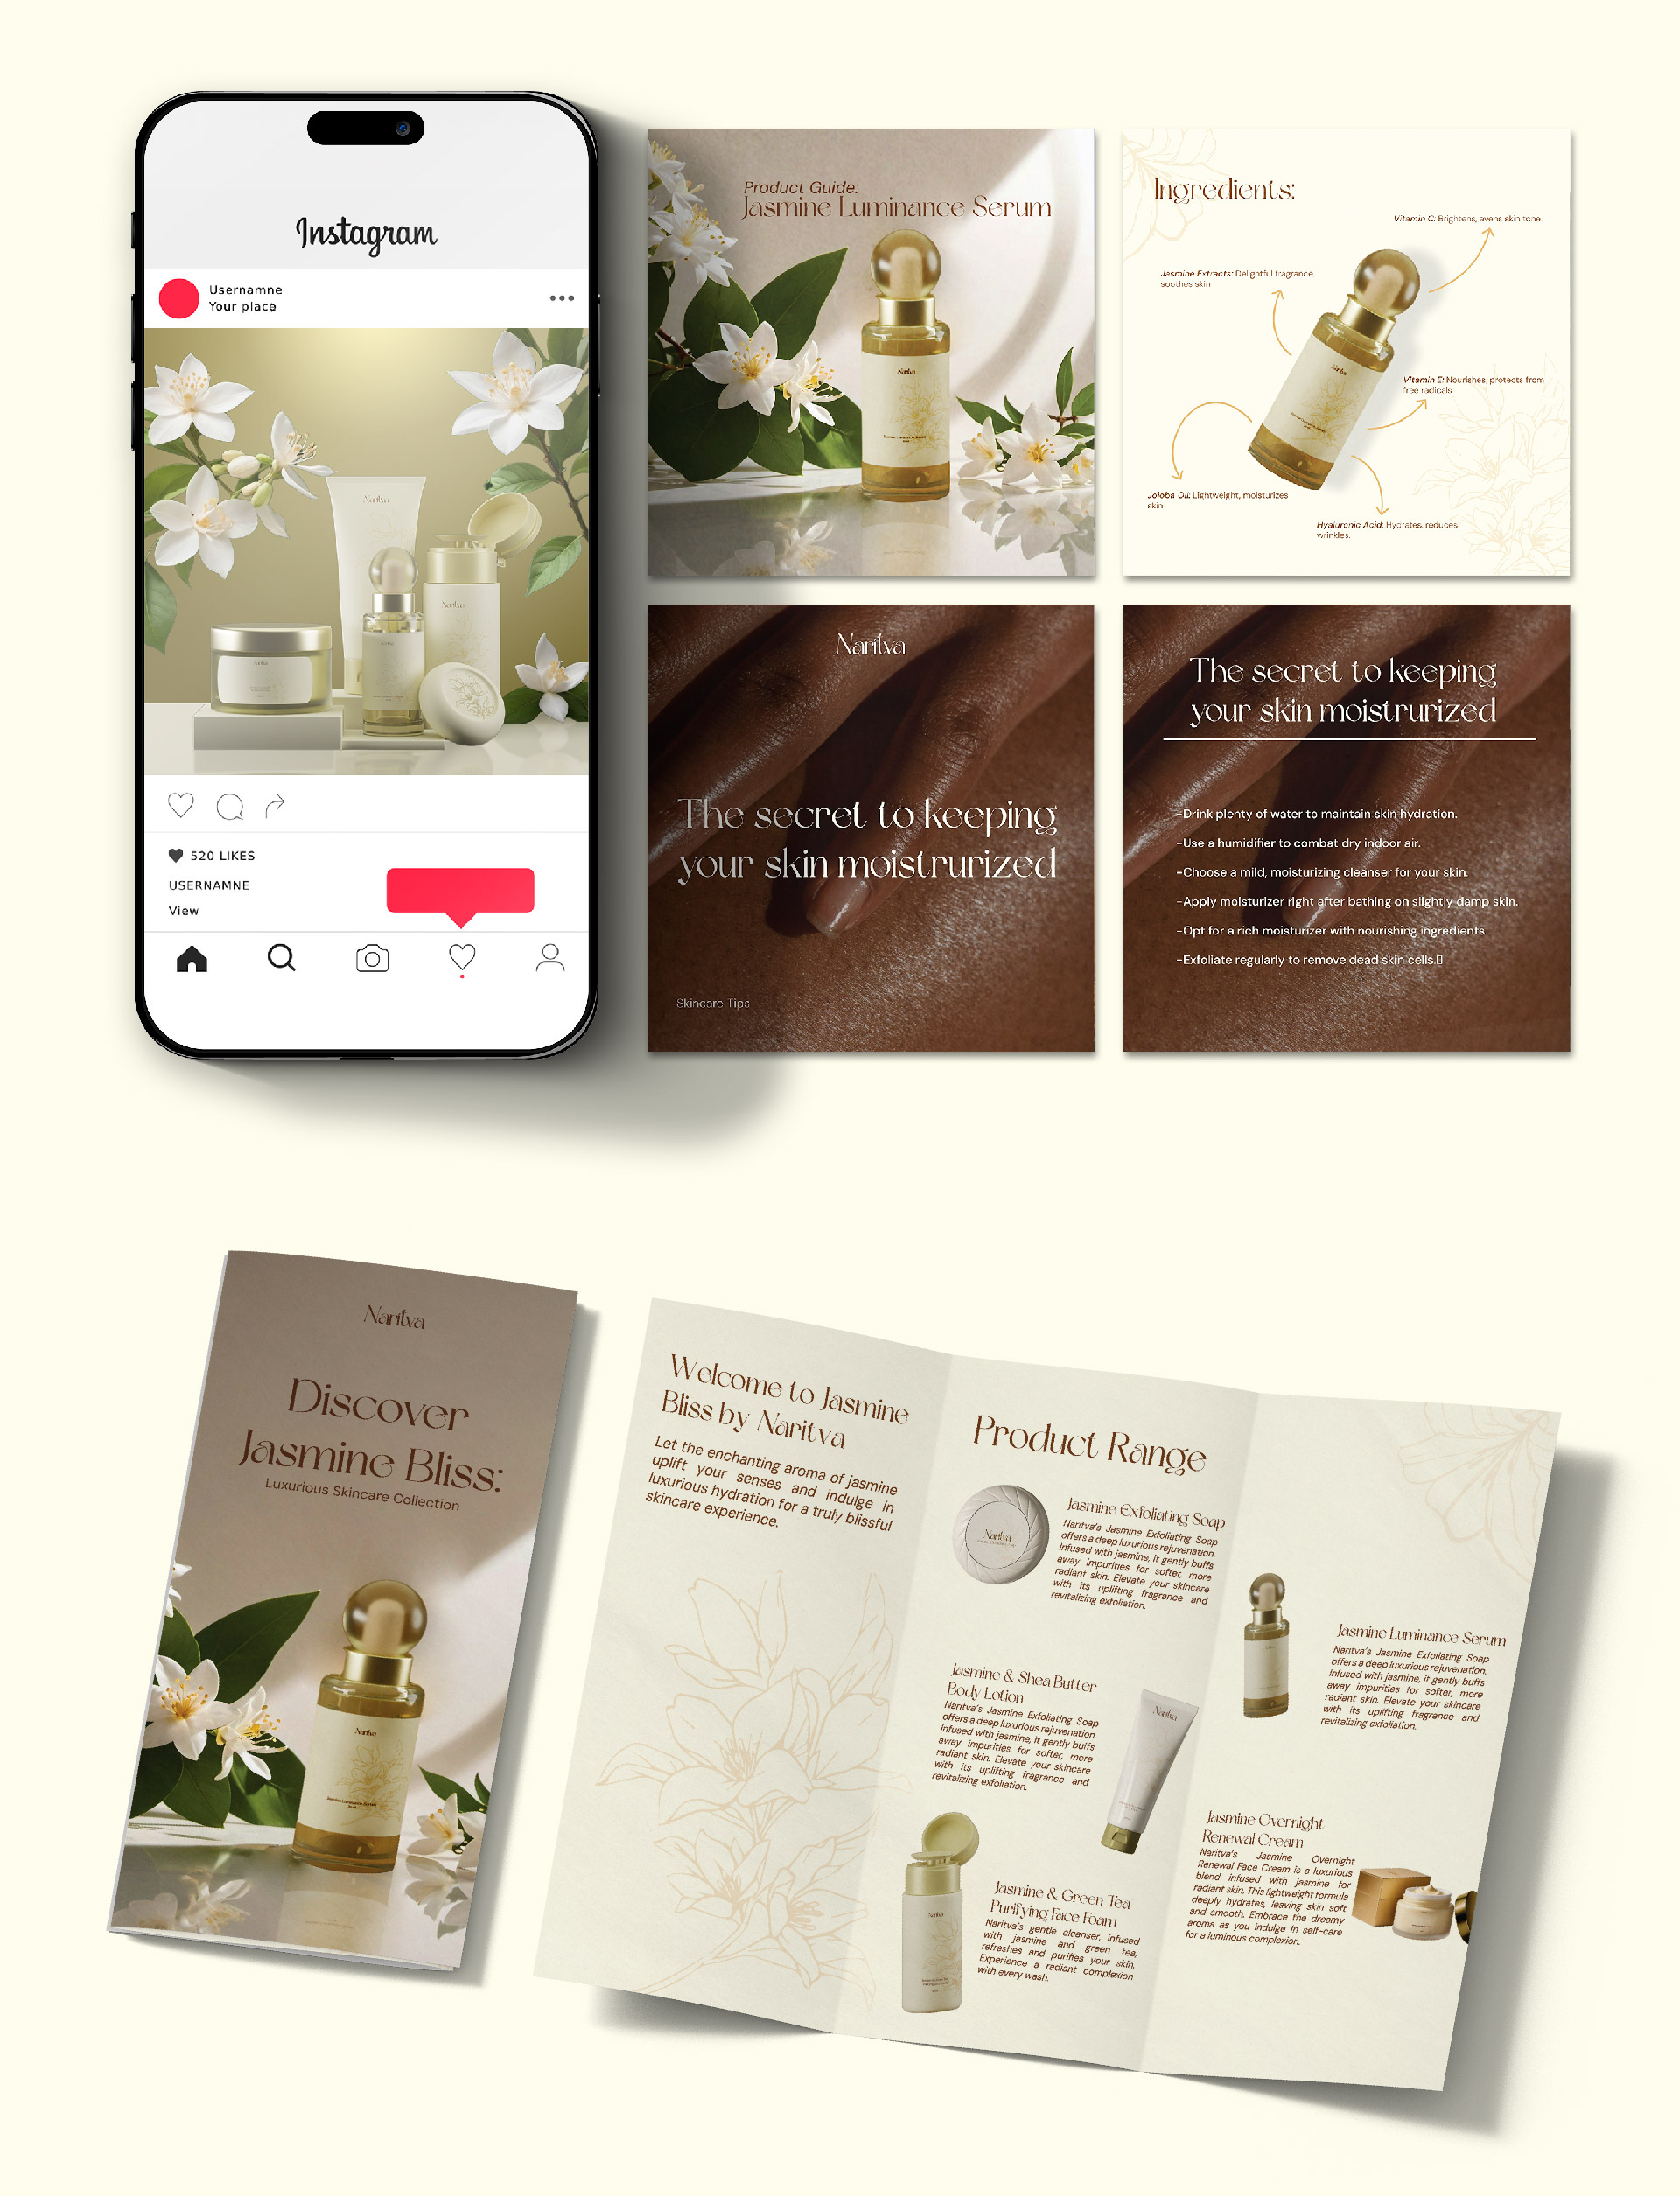 Instagram
Usernamne
Your place
Naritva
Naritva
520 LIKES
USERNAMNE
View
Product Guide:
Jasmine Luminance Serum
Naritva
Jasmine Luminance Serum
Ingredients:
Vitamin C: Brightens, evens skin tone
Jasmine Extracts: Delightful fragrance,
soothes skin
Naritva
Vitamin E: Nourishes, protects from
free radicals
Jojoba Oil: Lightweight, moisturizes
skin
Hyaluronic Acid: Hydrates, reduces
wrinkles.
Naritva
The secret to keeping
your skin moistrurized
Skincare Tips
The secret to keeping
your skin moistrurized
-Drink plenty of water to maintain skin hydration.
-Use a humidifier to combat dry indoor air.
-Choose a mild, moisturizing cleanser for your skin.
-Apply moisturizer right after bathing on slightly damp skin.
-Opt for a rich moisturizer with nourishing ingredients.
-Exfoliate regularly to remove dead skin cells.
Naritva
Discover
Jasmine Bliss:
Luxurious Skincare Collection
Naritva
Jasmine Luminance Serum
Welcome to Jasmine
Bliss by Naritva
Let the enchanting aroma of jasmine
uplift your senses and indulge in
luxurious hydration for a truly blissful
skincare experience.
Product Range
Naritva
Jasmine Exfoliating Soap
Naritva's Jasmine Exfoliating Soap
offers a deep luxurious rejuvenation.
Infused with jasmine, it gently buffs
away impurities for softer, more
radiant skin. Elevate your skincare
with its uplifting fragrance and
revitalizing exfoliation.
Jasmine & Shea Butter
Body Lotion
Naritva's Jasmine Exfoliating Soap
offers a deep luxurious rejuvenation.
Infused with jasmine, it gently buffs
away impurities for softer, more
radiant skin. Elevate your skincare
with its uplifting fragrance and
revitalizing exfoliation.
Naritva
Naritva
Jasmine & Green Tea
Purifying Face Foam
Naritva's gentle cleanser, infused
with jasmine and green tea,
refreshes and purifies your skin.
Experience a radiant complexion
with every wash.
Jasmine Luminance Serum
Naritva's Jasmine Exfoliating Soap
offers a deep luxurious rejuvenation.
Infused with jasmine, it gently buffs
away impurities for softer, more
radiant skin. Elevate your skincare
with its uplifting fragrance and
revitalizing exfoliation.
Jasmine Overnight
Renewal Cream
Naritva's Jasmine Overnight
Renewal Face Cream is a luxurious
blend infused with jasmine for
radiant skin. This lightweight formula
deeply hydrates, leaving skin soft
and smooth. Embrace the dreamy
aroma as you indulge in self-care
for a luminous complexion.